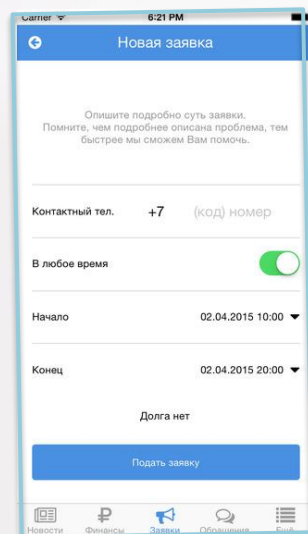 Carrier 6:21 PM
Новая заявка
Опишите подробно суть заявки.
Помните, чем подробнее описана проблема, тем
быстрее мы сможем Вам помочь.
Контактный тел. +7 (код) номер
В любое время
Начало 02.04.2015 10:00
Конец 02.04.2015 20:00
Долга нет
Подать заявку
Новости Финансы Заявки Обращения Ещё